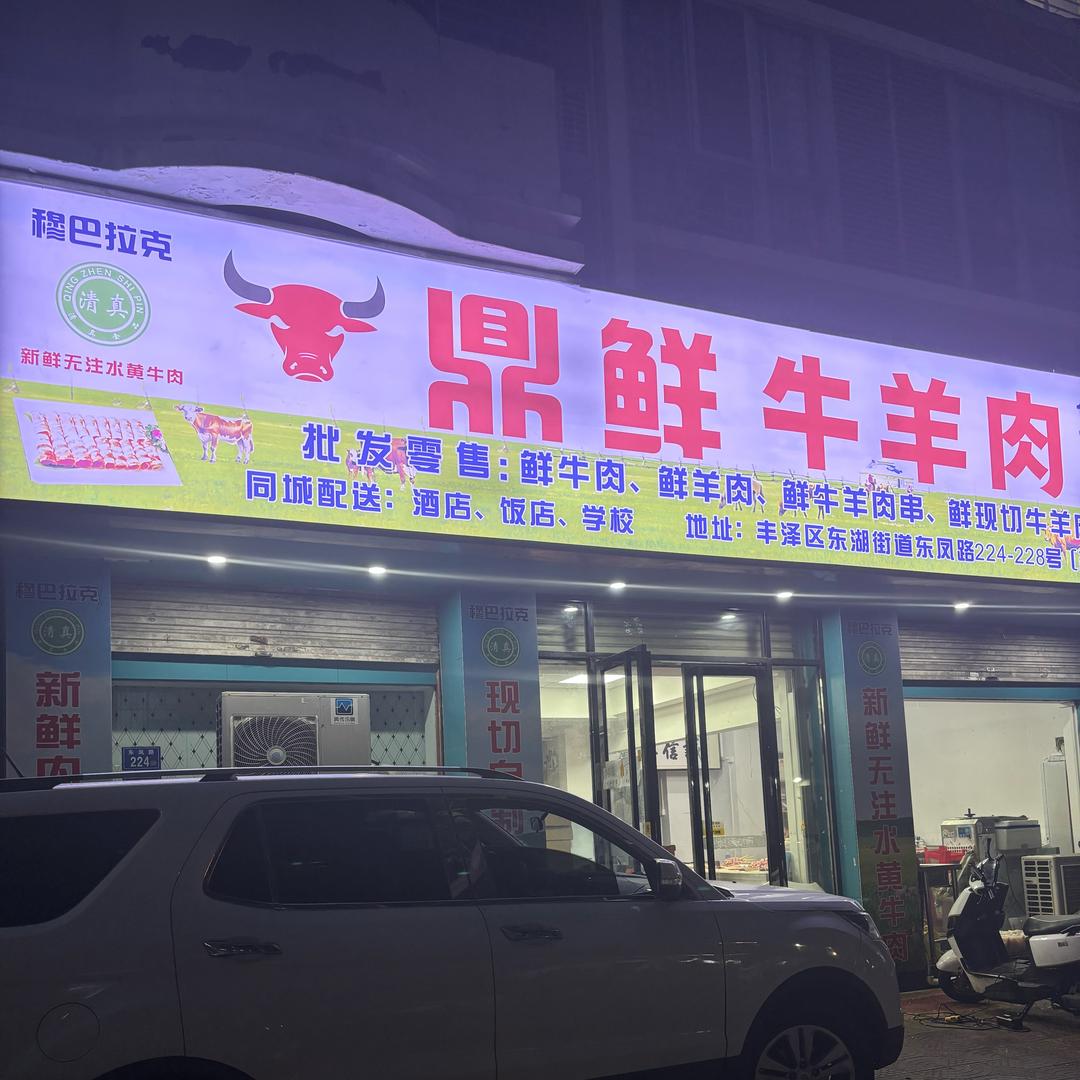 穆巴拉克
QING ZHEN SHI PIN
清真
新鲜无注水黄牛肉
鼎鲜牛羊肉
批发零售：鲜牛肉、鲜羊肉、鲜牛羊肉串、鲜现切牛羊肉
同城配送：酒店、饭店、学校
地址：丰泽区东湖街道东凤路224-228号
穆巴拉克
清真
新鲜肉
东凤路
224
穆巴拉克
清真
现切
信
穆巴拉克
清真
新鲜无注水黄牛肉